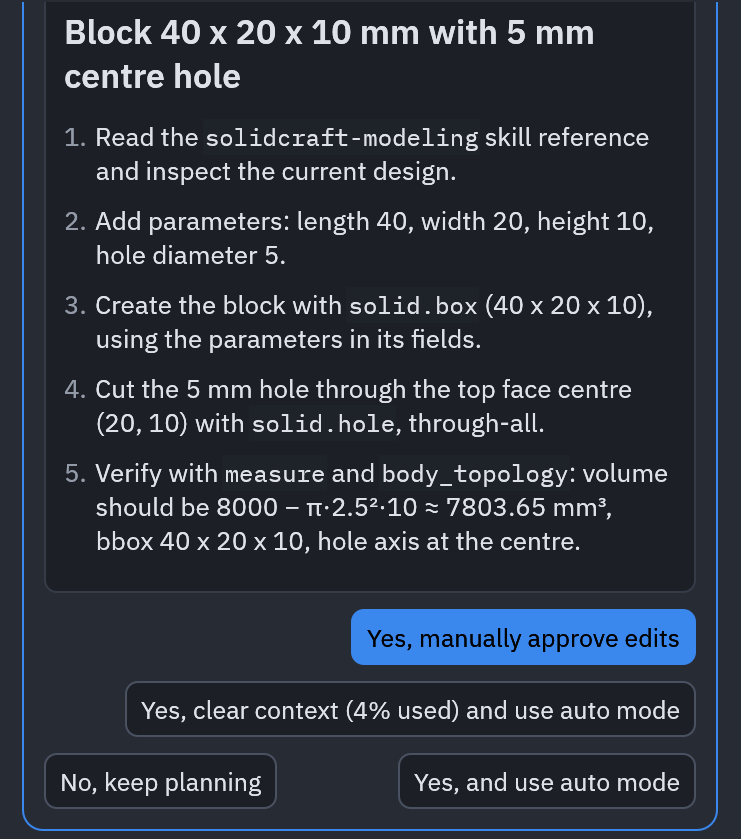 Block 40 x 20 x 10 mm with 5 mm
centre hole
1. Read the solidcraft-modeling skill reference
and inspect the current design.
2. Add parameters: length 40, width 20, height 10,
hole diameter 5.
3. Create the block with solid.box (40 x 20 x 10),
using the parameters in its fields.
4. Cut the 5 mm hole through the top face centre
(20, 10) with solid.hole, through-all.
5. Verify with measure and body_topology: volume
should be 8000 − π·2.5²·10 ≈ 7803.65 mm³,
bbox 40 x 20 x 10, hole axis at the centre.
Yes, manually approve edits
Yes, clear context (4% used) and use auto mode
No, keep planning
Yes, and use auto mode